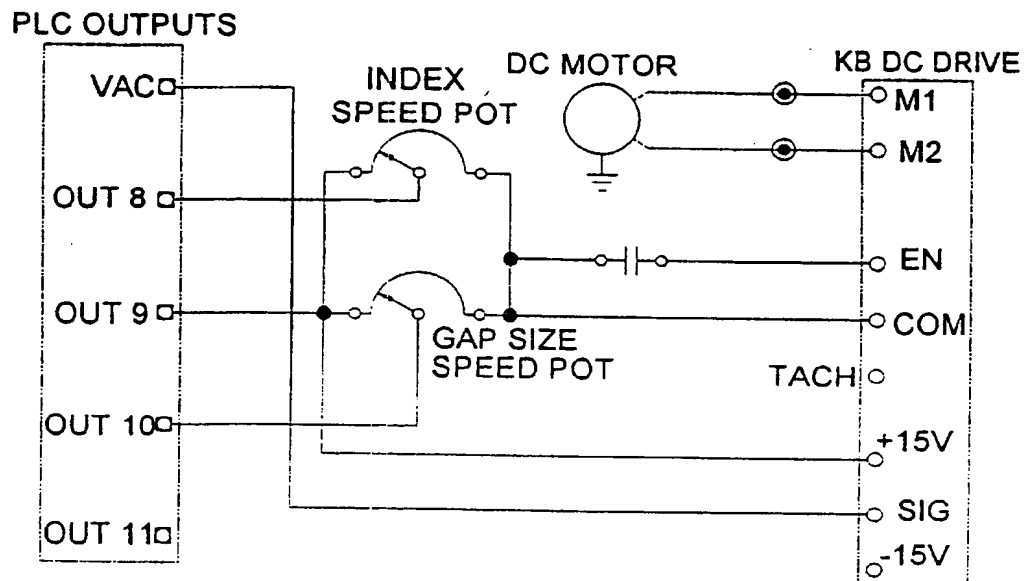 PLC OUTPUTS
VAC
OUT 8
OUT 9
OUT 10
OUT 11
INDEX
SPEED POT
GAP SIZE
SPEED POT
DC MOTOR
KB DC DRIVE
M1
M2
EN
COM
TACH
+15V
SIG
-15V